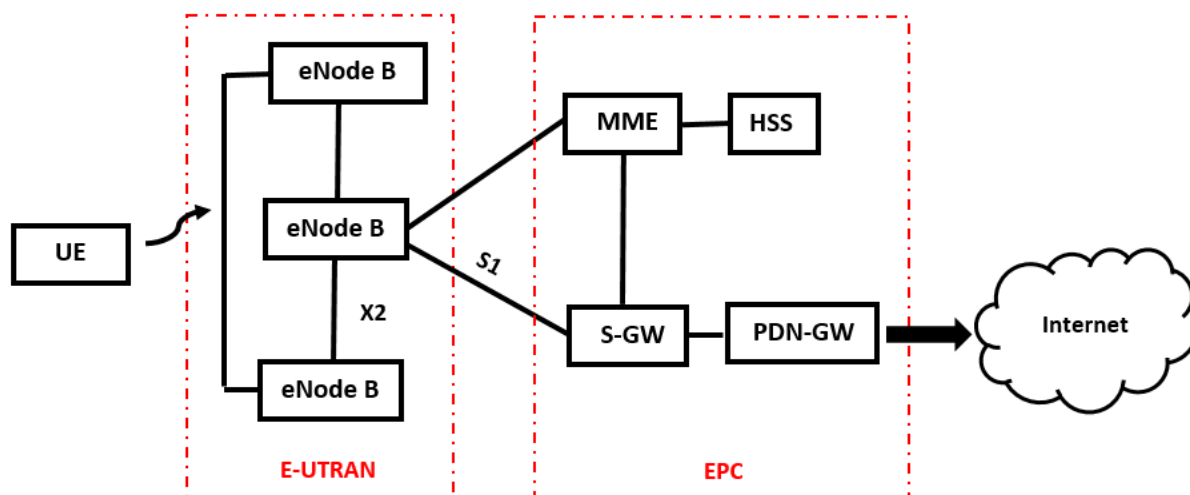 eNode B
MME
HSS
eNode B
UE
S1
X2
S-GW
PDN-GW
Internet
eNode B
E-UTRAN
EPC